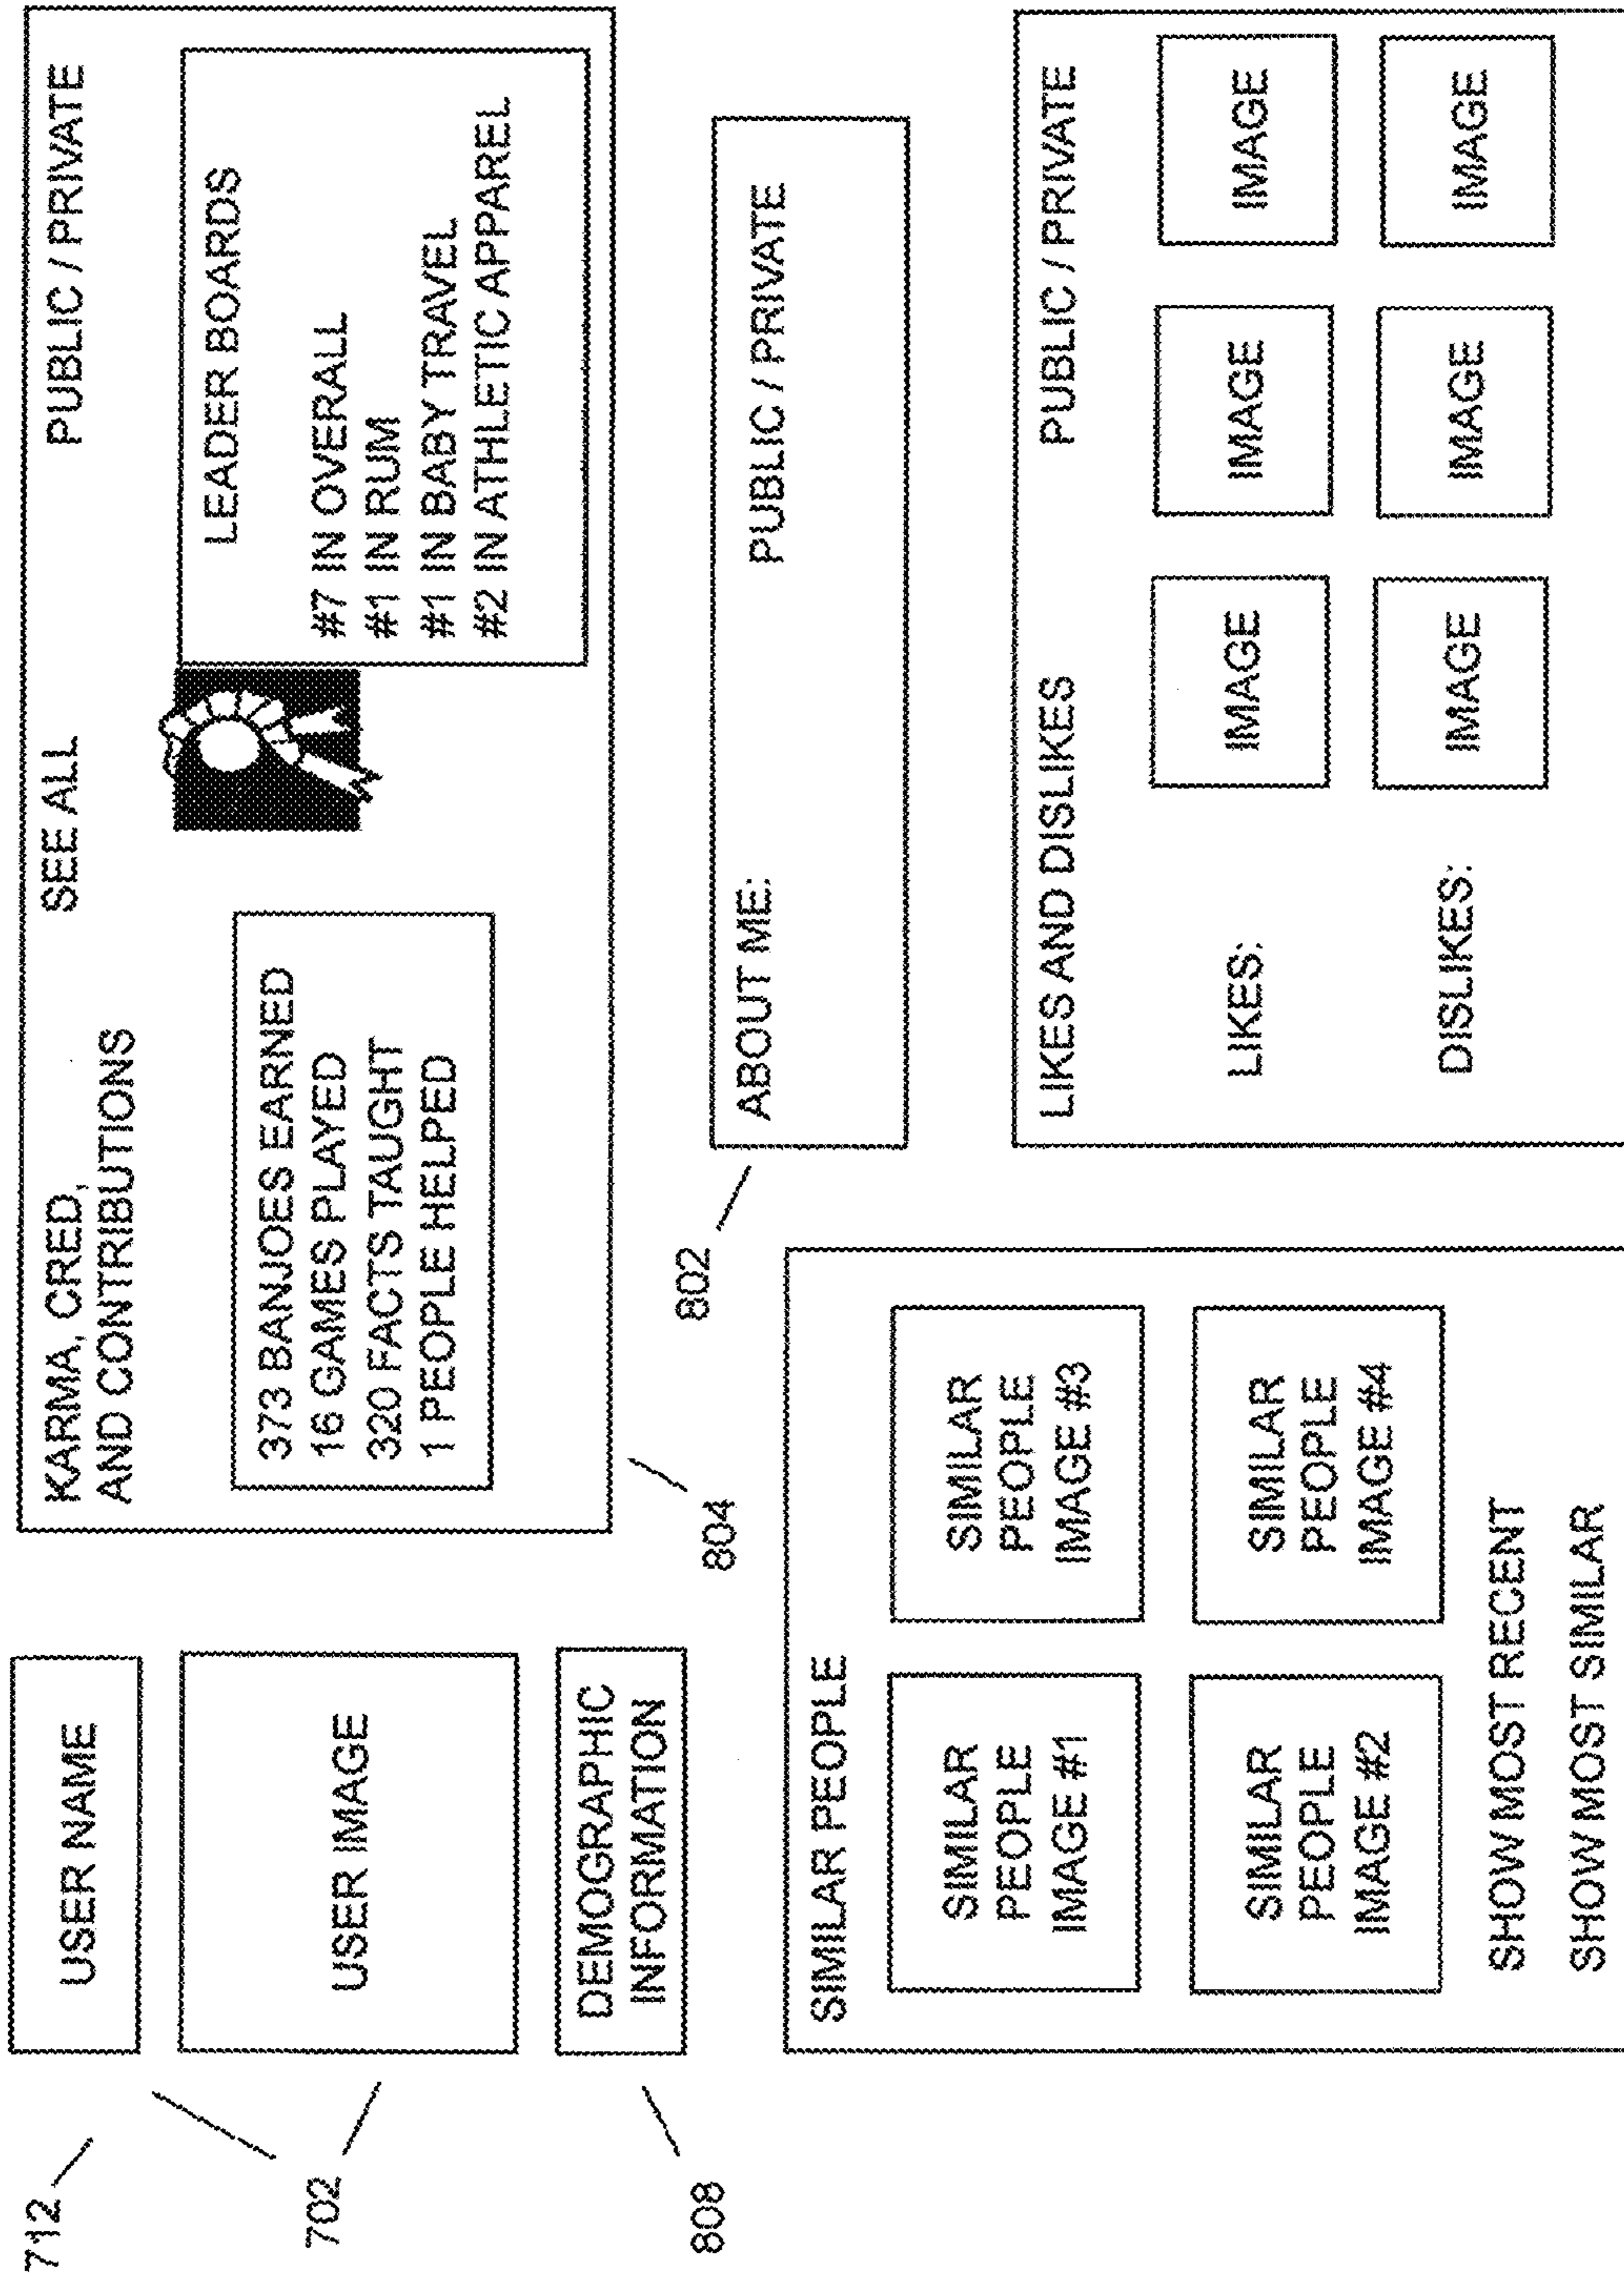 712
702
808
USER NAME
USER IMAGE
DEMOGRAPHIC
INFORMATION
KARMA, CRED,
AND CONTRIBUTIONS
SEE ALL
PUBLIC / PRIVATE
373 BANJOES EARNED
16 GAMES PLAYED
320 FACTS TAUGHT
1 PEOPLE HELPED
LEADER BOARDS
#7 IN OVERALL
#1 IN RUM
#1 IN BABY TRAVEL
#2 IN ATHLETIC APPAREL
804
802
ABOUT ME:
PUBLIC / PRIVATE
SIMILAR PEOPLE
SIMILAR
PEOPLE
IMAGE #1
SIMILAR
PEOPLE
IMAGE #3
SIMILAR
PEOPLE
IMAGE #2
SIMILAR
PEOPLE
IMAGE #4
SHOW MOST RECENT
SHOW MOST SIMILAR
LIKES AND DISLIKES
PUBLIC / PRIVATE
LIKES:
IMAGE
IMAGE
IMAGE
DISLIKES:
IMAGE
IMAGE
IMAGE